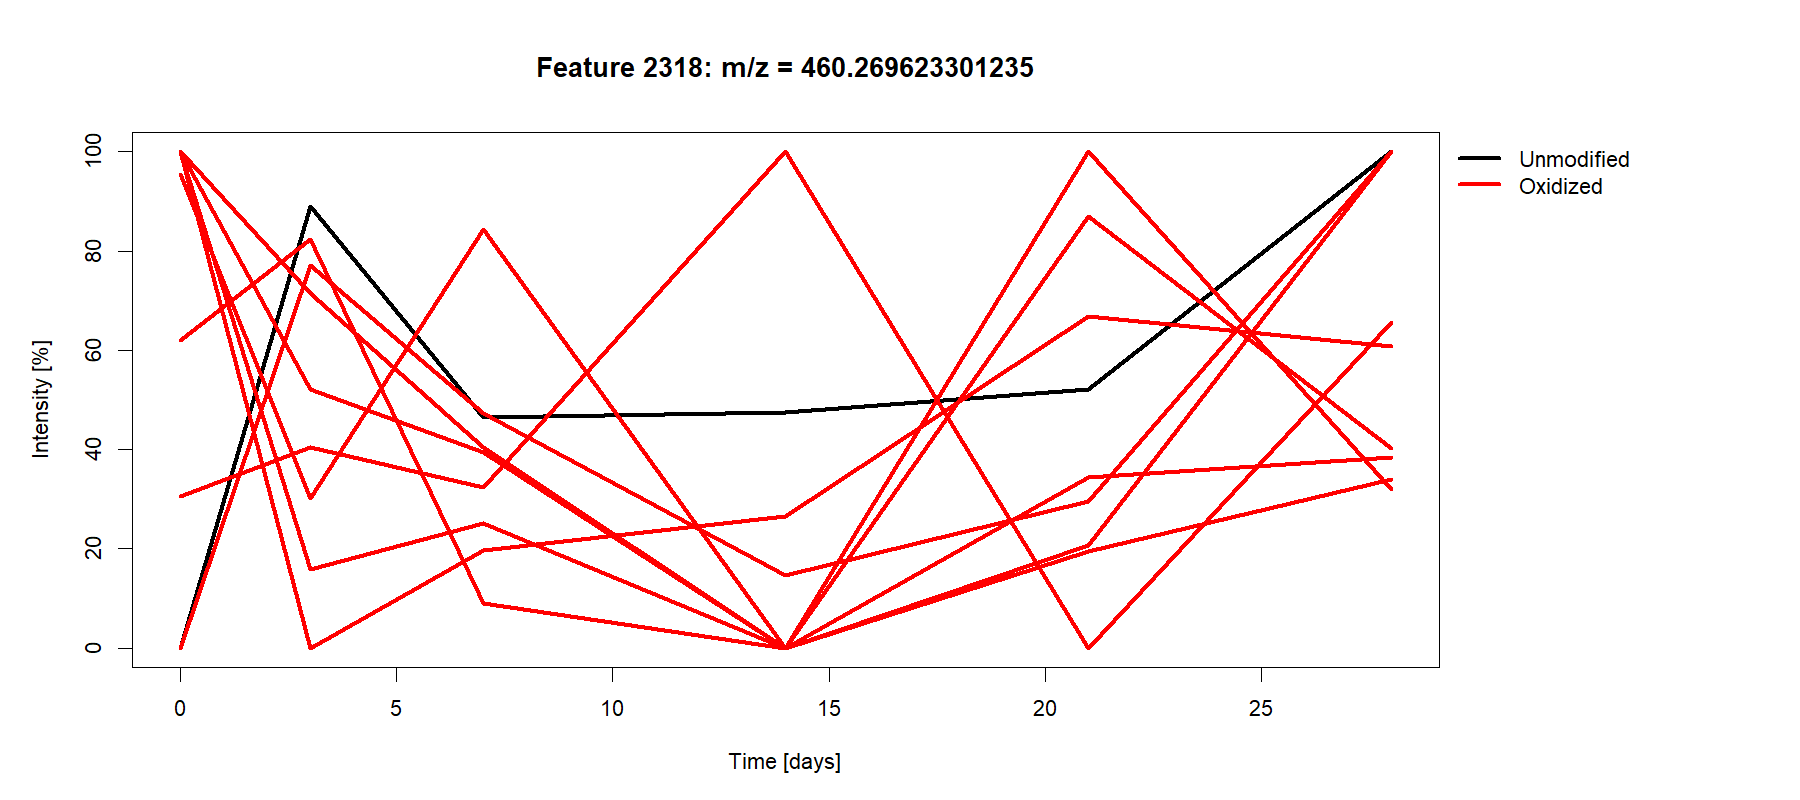 Feature 2318: m/z = 460.269623301235
Unmodified
Oxidized
Intensity [%]
100
80
60
40
20
0
0 5 10 15 20 25
Time [days]